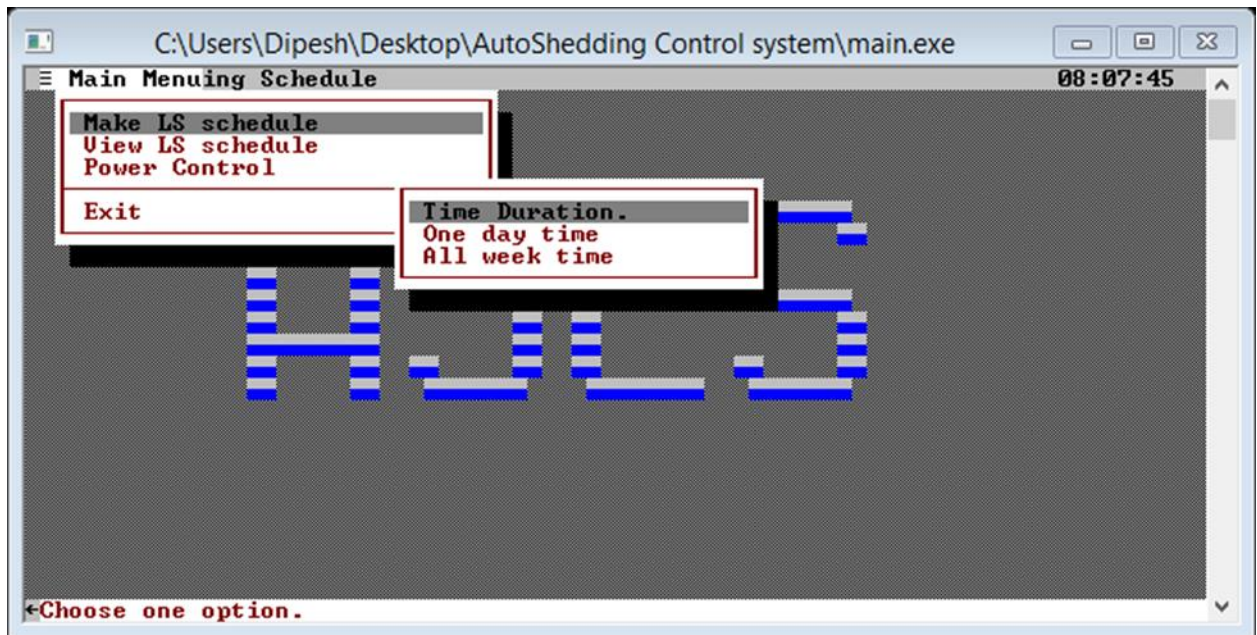 C:\Users\Dipesh\Desktop\AutoShedding Control system\main.exe
≡ Main Menuing Schedule 08:07:45
Make LS schedule
View LS schedule
Power Control
Exit
Time Duration.
One day time
All week time
←Choose one option.